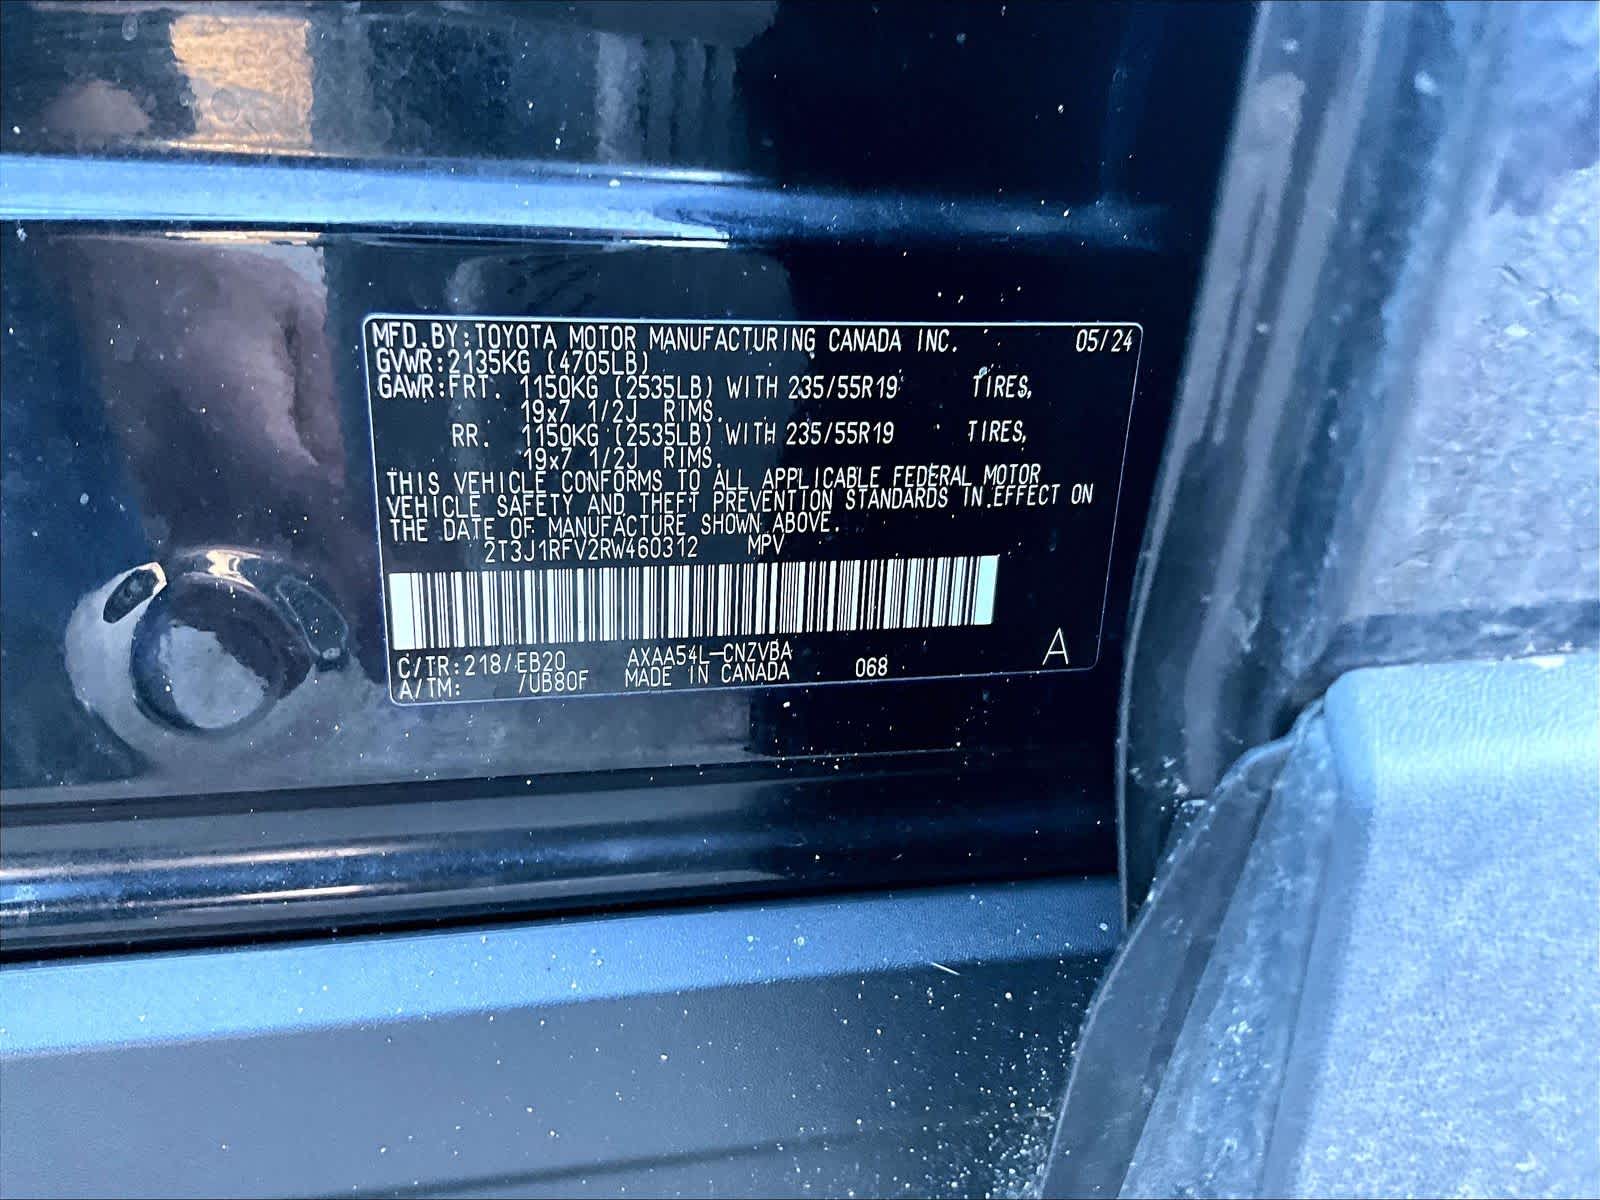 MFD.BY:TOYOTA MOTOR MANUFACTURING CANADA INC. 05/24
GVWR:2135KG (4705LB)
GAWR:FRT. 1150KG (2535LB) WITH 235/55R19 TIRES,
19x7 1/2J RIMS.
RR. 1150KG (2535LB) WITH 235/55R19 TIRES,
19x7 1/2J RIMS.
THIS VEHICLE CONFORMS TO ALL APPLICABLE FEDERAL MOTOR
VEHICLE SAFETY AND THEFT PREVENTION STANDARDS IN EFFECT ON
THE DATE OF MANUFACTURE SHOWN ABOVE.
2T3J1RFV2RW460312 MPV
C/TR:218/EB20 AXAA54L-CNZVBA
A/TM: /UB80F MADE IN CANADA 068 A